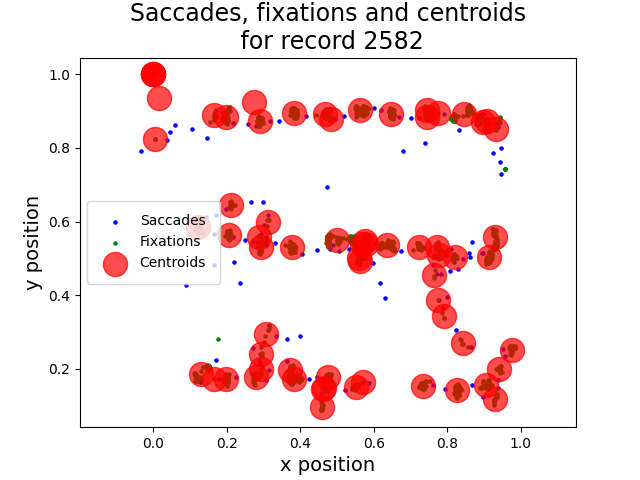 Saccades, fixations and centroids
for record 2582
y position
1.0
0.8
0.6
0.4
0.2
Saccades
Fixations
Centroids
0.0 0.2 0.4 0.6 0.8 1.0
x position